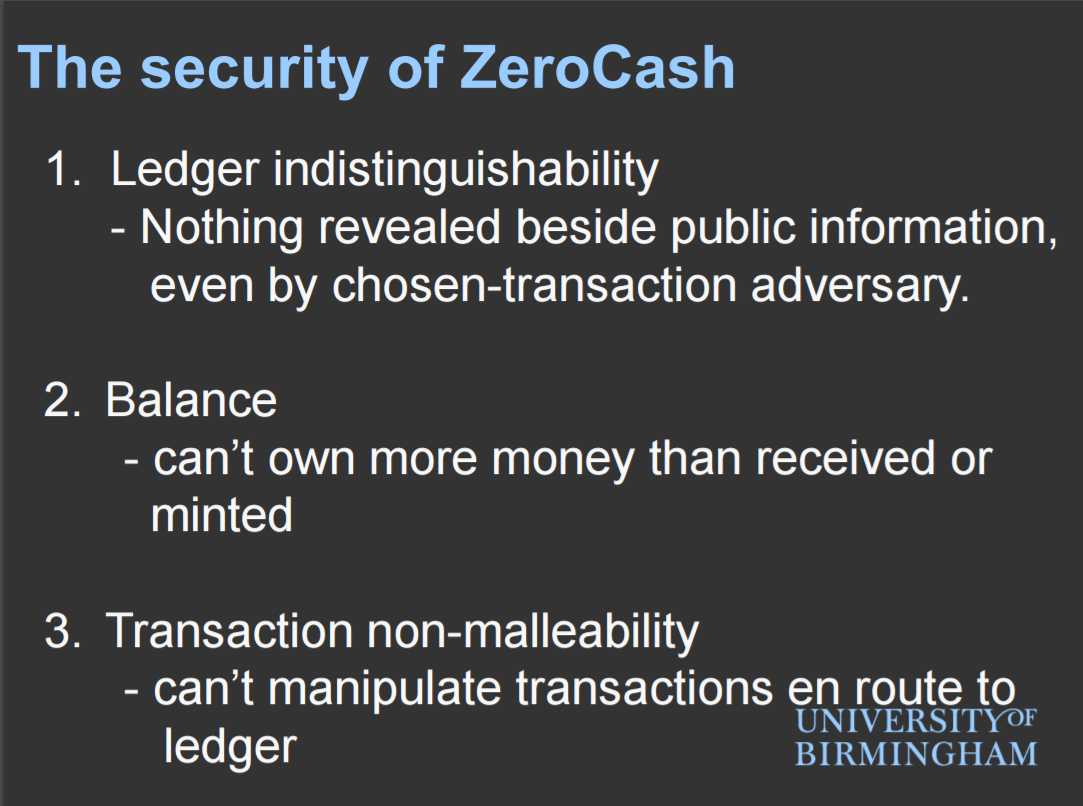 The security of ZeroCash
1. Ledger indistinguishability
- Nothing revealed beside public information,
even by chosen-transaction adversary.
2. Balance
- can’t own more money than received or
minted
3. Transaction non-malleability
- can’t manipulate transactions en route to
ledger
UNIVERSITY OF
BIRMINGHAM